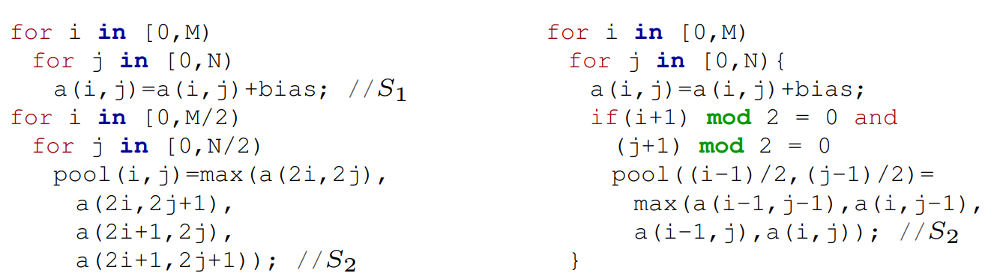 for i in [0,M)
  for j in [0,N)
    a(i,j)=a(i,j)+bias; //S₁
for i in [0,M/2)
  for j in [0,N/2)
    pool(i,j)=max(a(2i,2j),
      a(2i,2j+1),
      a(2i+1,2j),
      a(2i+1,2j+1)); //S₂
for i in [0,M)
  for j in [0,N){
    a(i,j)=a(i,j)+bias;
    if(i+1) mod 2 = 0 and
      (j+1) mod 2 = 0
      pool((i-1)/2,(j-1)/2)=
        max(a(i-1,j-1),a(i,j-1),
        a(i-1,j),a(i,j)); //S₂
  }